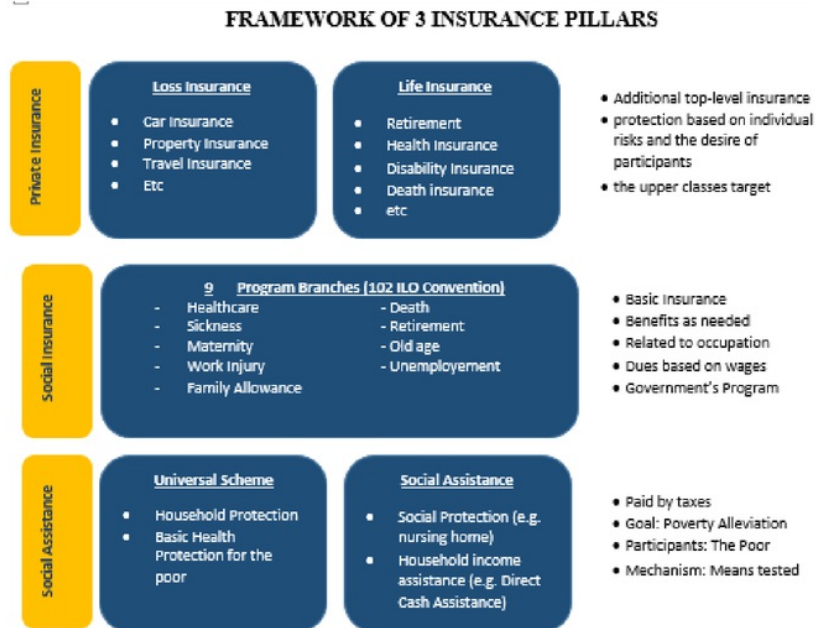 FRAMEWORK OF 3 INSURANCE PILLARS
Private Insurance
Loss Insurance
• Car Insurance
• Property Insurance
• Travel Insurance
• Etc
Life Insurance
• Retirement
• Health Insurance
• Disability Insurance
• Death insurance
• etc
• Additional top-level insurance
• protection based on individual
risks and the desire of
participants
• the upper classes target
Social Insurance
9 Program Branches (102 ILO Convention)
- Healthcare
- Sickness
- Maternity
- Work Injury
- Family Allowance
- Death
- Retirement
- Old age
- Unemployement
• Basic Insurance
• Benefits as needed
• Related to occupation
• Dues based on wages
• Government's Program
Social Assistance
Universal Scheme
• Household Protection
• Basic Health
Protection for the
poor
Social Assistance
• Social Protection (e.g.
nursing home)
• Household income
assistance (e.g. Direct
Cash Assistance)
• Paid by taxes
• Goal: Poverty Alleviation
• Participants: The Poor
• Mechanism: Means tested